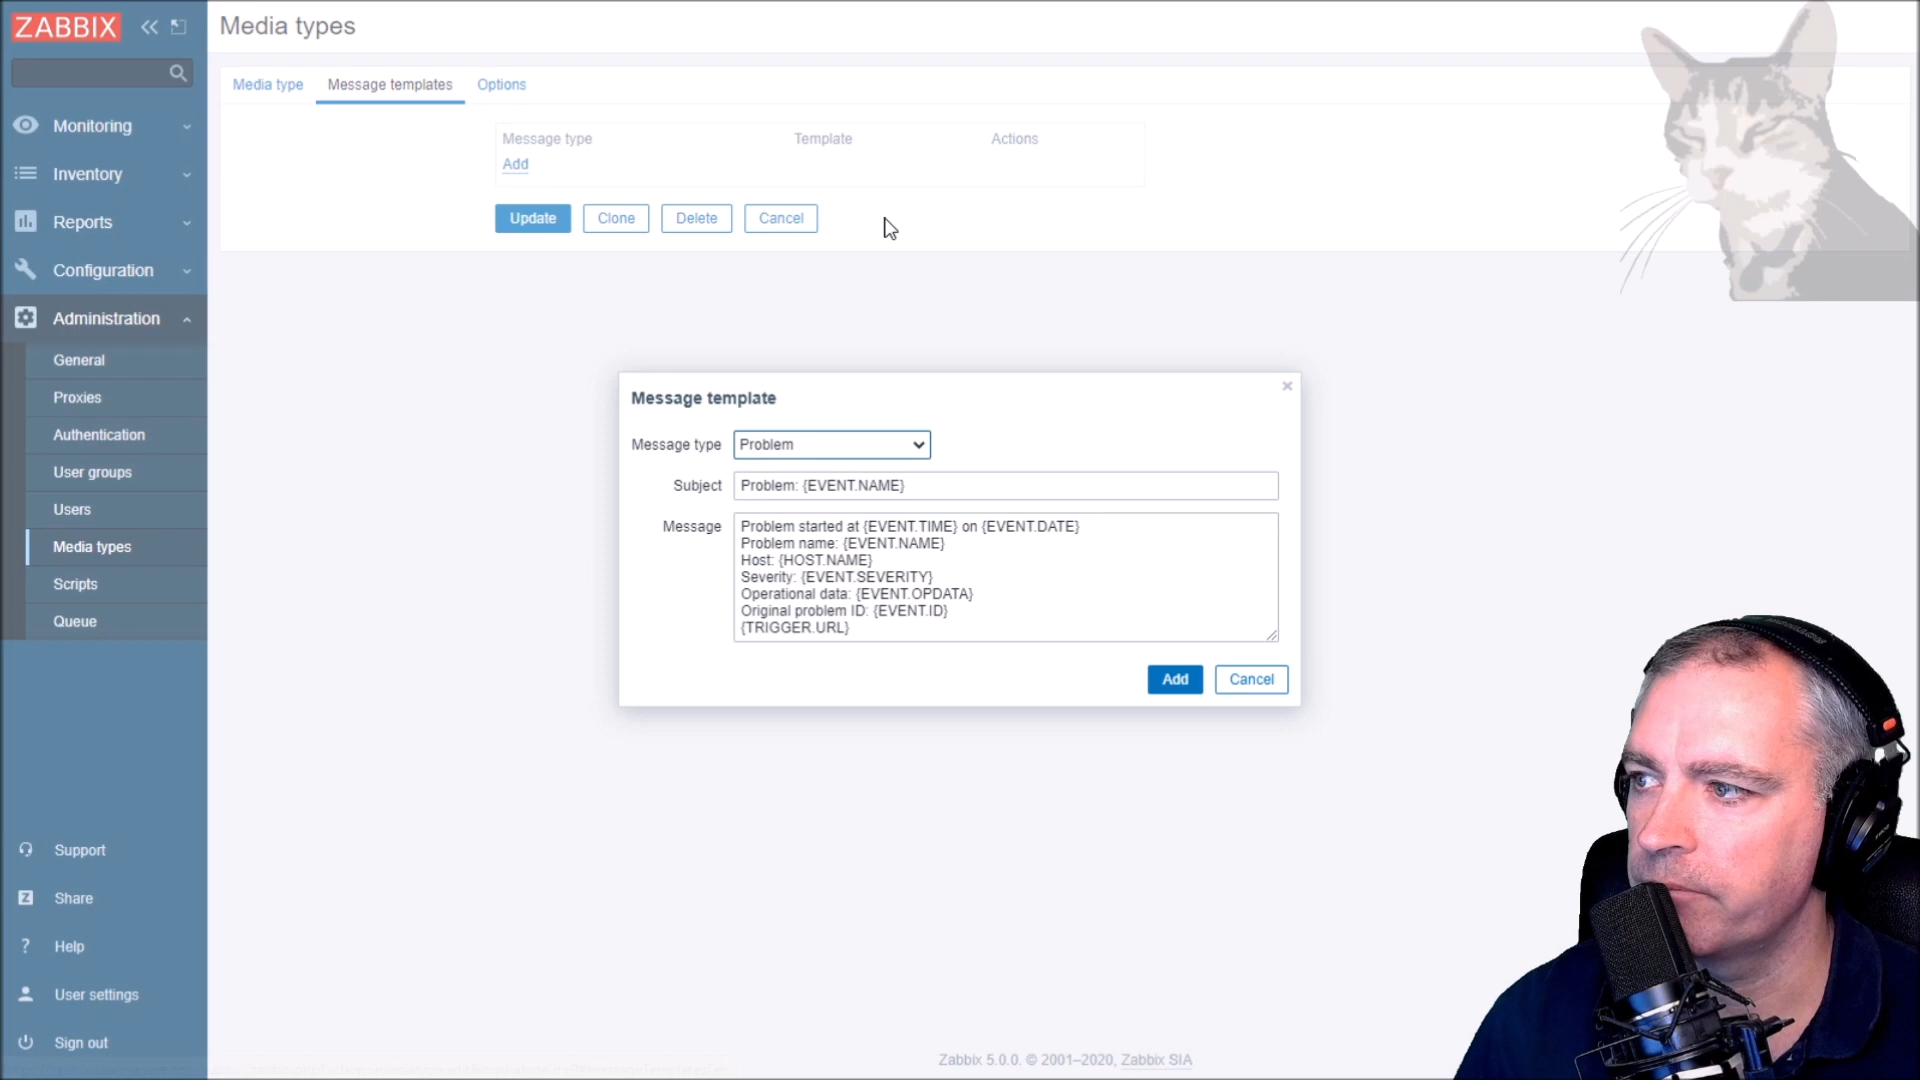 ZABBIX
Monitoring
Inventory
Reports
Configuration
Administration
General
Proxies
Authentication
User groups
Users
Media types
Scripts
Queue
Support
Z Share
? Help
User settings
Sign out
Media types
Media type Message templates Options
Message type Template Actions
Add
Update Clone Delete Cancel
Message template
Message type Problem
Subject Problem: {EVENT.NAME}
Message Problem started at {EVENT.TIME} on {EVENT.DATE}
Problem name: {EVENT.NAME}
Host: {HOST.NAME}
Severity: {EVENT.SEVERITY}
Operational data: {EVENT.OPDATA}
Original problem ID: {EVENT.ID}
{TRIGGER.URL}
Add Cancel
Zabbix 5.0.0. © 2001–2020, Zabbix SIA